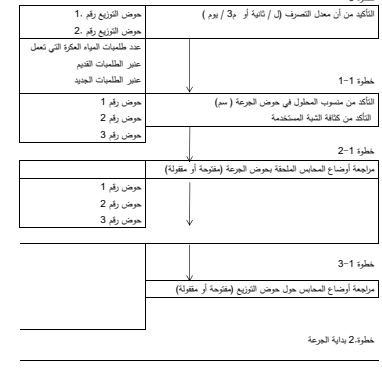 التأكيد من أن معدل التصرف (ل / ثانية أو م3 / يوم )
حوض التوزيع رقم .1
حوض التوزيع رقم .2
عدد طلمبات المياه العكرة التي تعمل
عنبر الطلمبات القديم
عنبر الطلمبات الجديد
خطوة 1-1
التأكد من منسوب المحلول في حوض الجرعة ( سم)
التأكد من كثافة الشبة المستخدمة
حوض رقم 1
حوض رقم 2
حوض رقم 3
خطوة 1-2
مراجعة أوضاع المحابس الملحقة بحوض الجرعة (مفتوحة أو مقفولة)
حوض رقم 1
حوض رقم 2
حوض رقم 3
خطوة 1-3
مراجعة أوضاع المحابس حول حوض التوزيع (مفتوحة أو مقفولة)
خطوة.2 بداية الجرعة